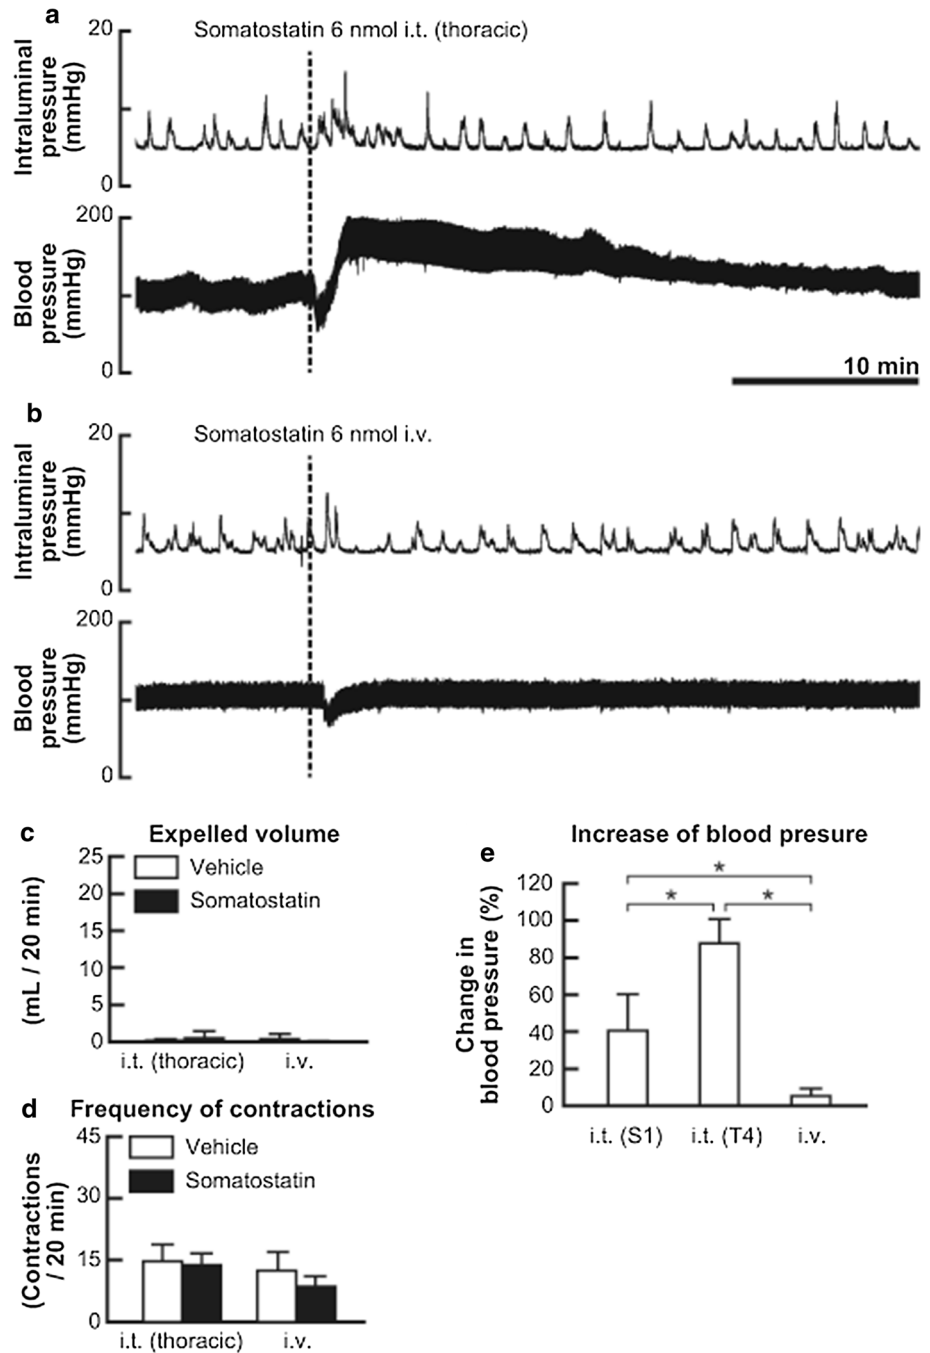 a
Somatostatin 6 nmol i.t. (thoracic)
Intraluminal
pressure
(mmHg)
20
0
Blood
pressure
(mmHg)
200
0
10 min
b
Somatostatin 6 nmol i.v.
Intraluminal
pressure
(mmHg)
20
0
Blood
pressure
(mmHg)
200
0
c
Expelled volume
(mL / 20 min)
25
20
15
10
5
0
Vehicle
Somatostatin
i.t. (thoracic)
i.v.
d
Frequency of contractions
(Contractions
/ 20 min)
45
30
15
0
Vehicle
Somatostatin
i.t. (thoracic)
i.v.
e
Increase of blood presure
Change in
blood pressure (%)
120
100
80
60
40
20
0
*
*
*
i.t. (S1)
i.t. (T4)
i.v.